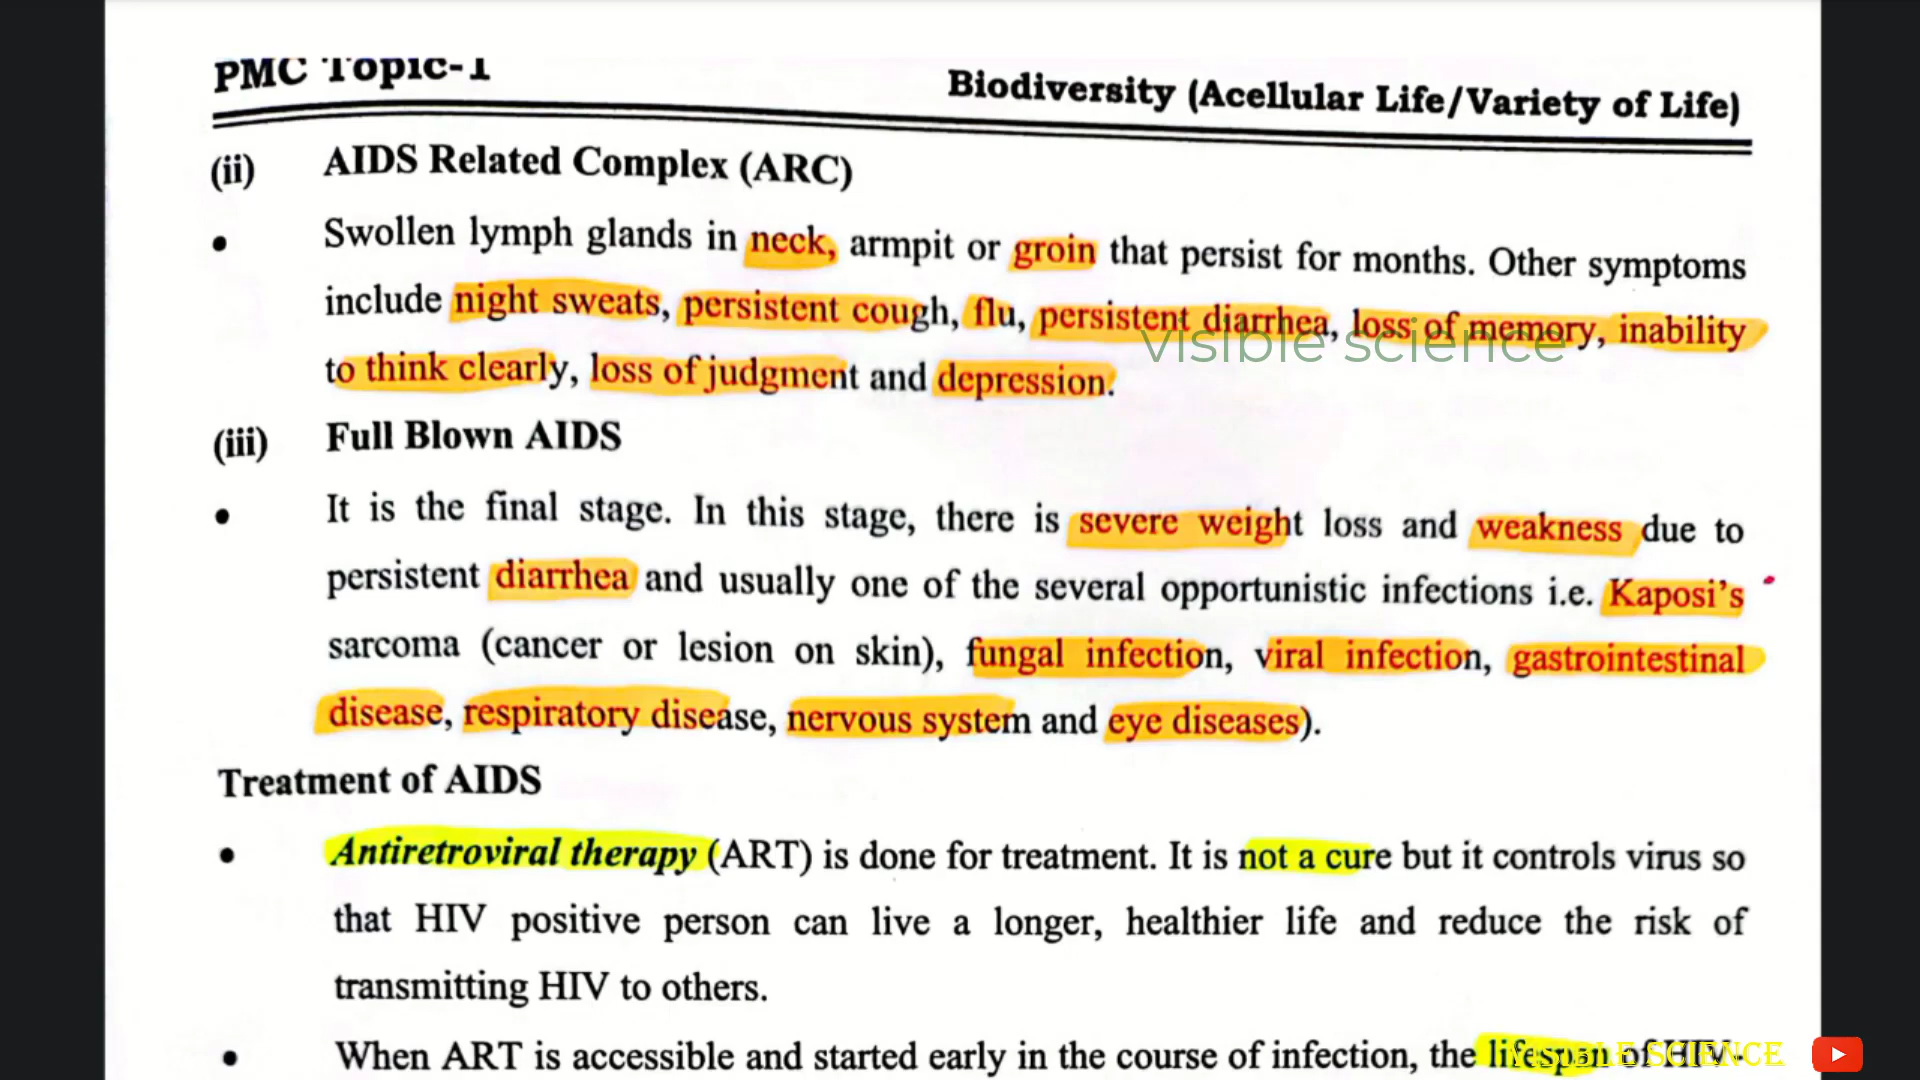 PMC Topic-1
Biodiversity (Acellular Life/Variety of Life)
(ii) AIDS Related Complex (ARC)
• Swollen lymph glands in neck, armpit or groin that persist for months. Other symptoms
include night sweats, persistent cough, flu, persistent diarrhea, loss of memory, inability
visible science
to think clearly, loss of judgment and depression.
(iii) Full Blown AIDS
• It is the final stage. In this stage, there is severe weight loss and weakness due to
persistent diarrhea and usually one of the several opportunistic infections i.e. Kaposi's
sarcoma (cancer or lesion on skin), fungal infection, viral infection, gastrointestinal
disease, respiratory disease, nervous system and eye diseases).
Treatment of AIDS
• Antiretroviral therapy (ART) is done for treatment. It is not a cure but it controls virus so
that HIV positive person can live a longer, healthier life and reduce the risk of
transmitting HIV to others.
• When ART is accessible and started early in the course of infection, the lifespan of HIV-
VISIBLE SCIENCE